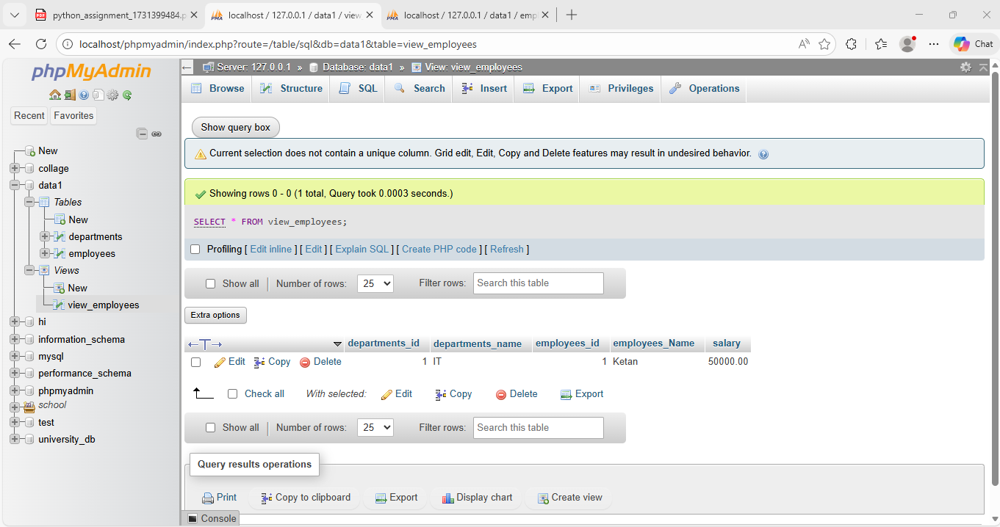 python_assignment_1731399484.p
localhost / 127.0.0.1 / data1 / view_
localhost / 127.0.0.1 / data1 / emp
localhost/phpmyadmin/index.php?route=/table/sql&db=data1&table=view_employees
Chat
phpMyAdmin
Recent
Favorites
New
collage
data1
Tables
New
departments
employees
Views
New
view_employees
hi
information_schema
mysql
performance_schema
phpmyadmin
school
test
university_db
Server: 127.0.0.1 » Database: data1 » View: view_employees
Browse Structure SQL Search Insert Export Privileges Operations
Show query box
Current selection does not contain a unique column. Grid edit, Edit, Copy and Delete features may result in undesired behavior.
Showing rows 0 - 0 (1 total, Query took 0.0003 seconds.)
SELECT * FROM view_employees;
Profiling [ Edit inline ] [ Edit ] [ Explain SQL ] [ Create PHP code ] [ Refresh ]
Show all | Number of rows: 25 Filter rows: Search this table
Extra options
←T→ departments_id departments_name employees_id employees_Name salary
Edit Copy Delete 1 IT 1 Ketan 50000.00
Check all With selected: Edit Copy Delete Export
Show all | Number of rows: 25 Filter rows: Search this table
Query results operations
Print Copy to clipboard Export Display chart Create view
Console